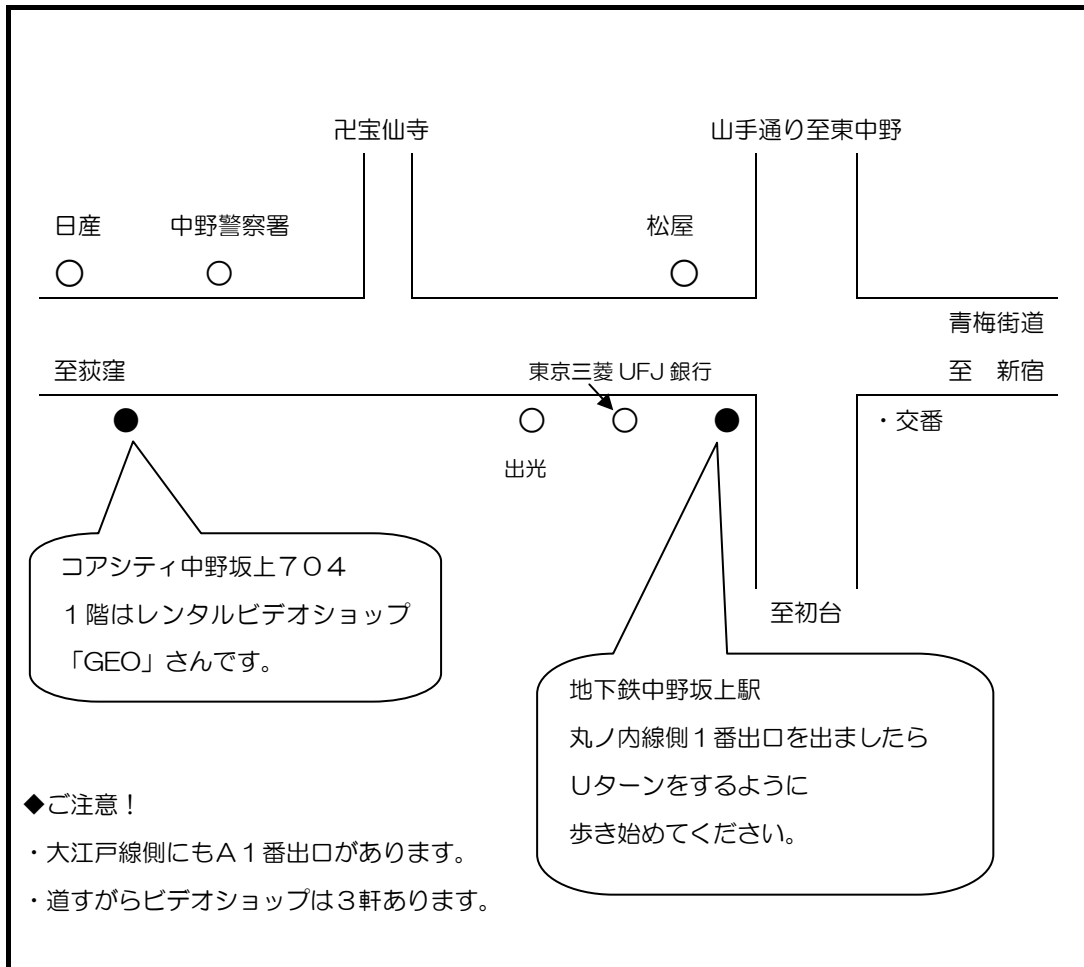 卍宝仙寺
山手通り至東中野
日産
中野警察署
松屋
青梅街道
至荻窪
東京三菱 UFJ 銀行
至　新宿
・交番
出光
コアシティ中野坂上７０４
１階はレンタルビデオショップ
「GEO」さんです。
至初台
地下鉄中野坂上駅
丸ノ内線側１番出口を出ましたら
Ｕターンをするように
歩き始めてください。
◆ご注意！
・大江戸線側にもＡ１番出口があります。
・道すがらビデオショップは３軒あります。